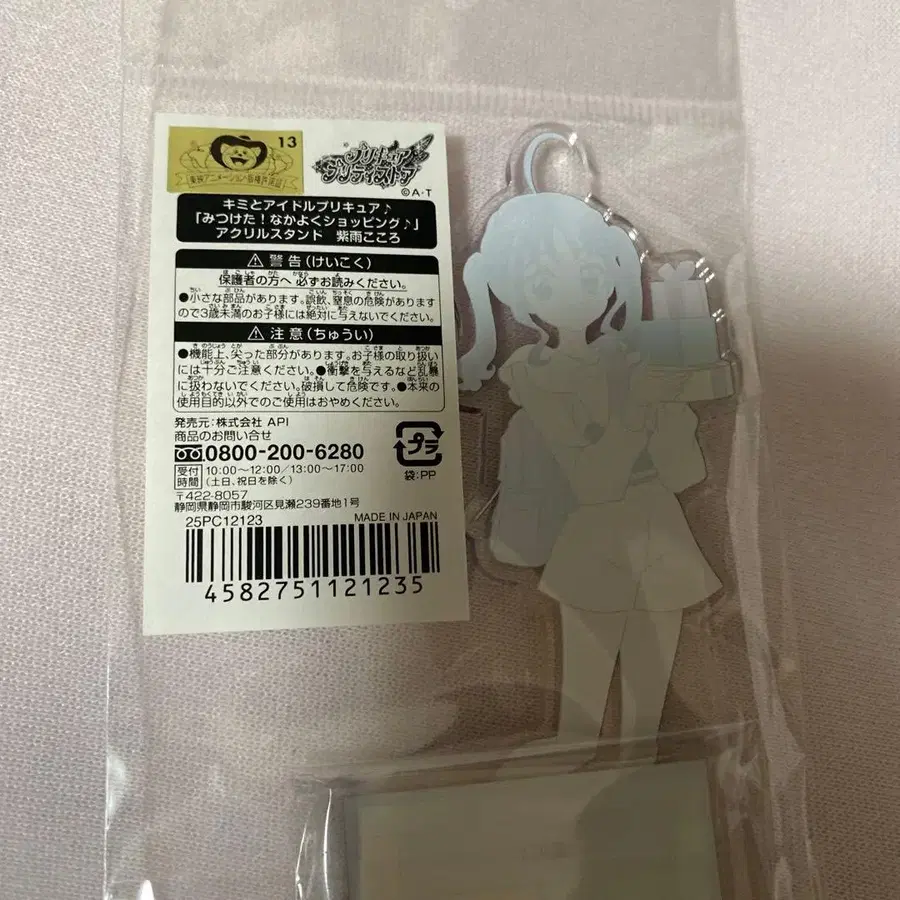 13
東映アニメーション版権許諾証
プリキュア
プリティストア
©A・T
キミとアイドルプリキュア♪
「みつけた！なかよくショッピング♪」
アクリルスタンド 紫雨こころ
⚠ 警告（けいこく）
保護者の方へ 必ずお読みください。
●小さな部品があります。誤飲、窒息の危険があります
ので3歳未満のお子様には絶対に与えないでください。
⚠ 注意（ちゅうい）
●機能上、尖った部分があります。お子様の取り扱い
には十分ご注意ください。●衝撃を与えるなど乱暴
に扱わないでください。破損して危険です。●本来の
使用目的以外でのご使用はおやめください。
発売元：株式会社 API
商品のお問い合せ
0800-200-6280
受付時間 10:00～12:00/13:00～17:00
（土日、祝日を除く）
プラ
袋:PP
〒422-8057
静岡県静岡市駿河区見瀬239番地1号
25PC12123
MADE IN JAPAN
4582751121235